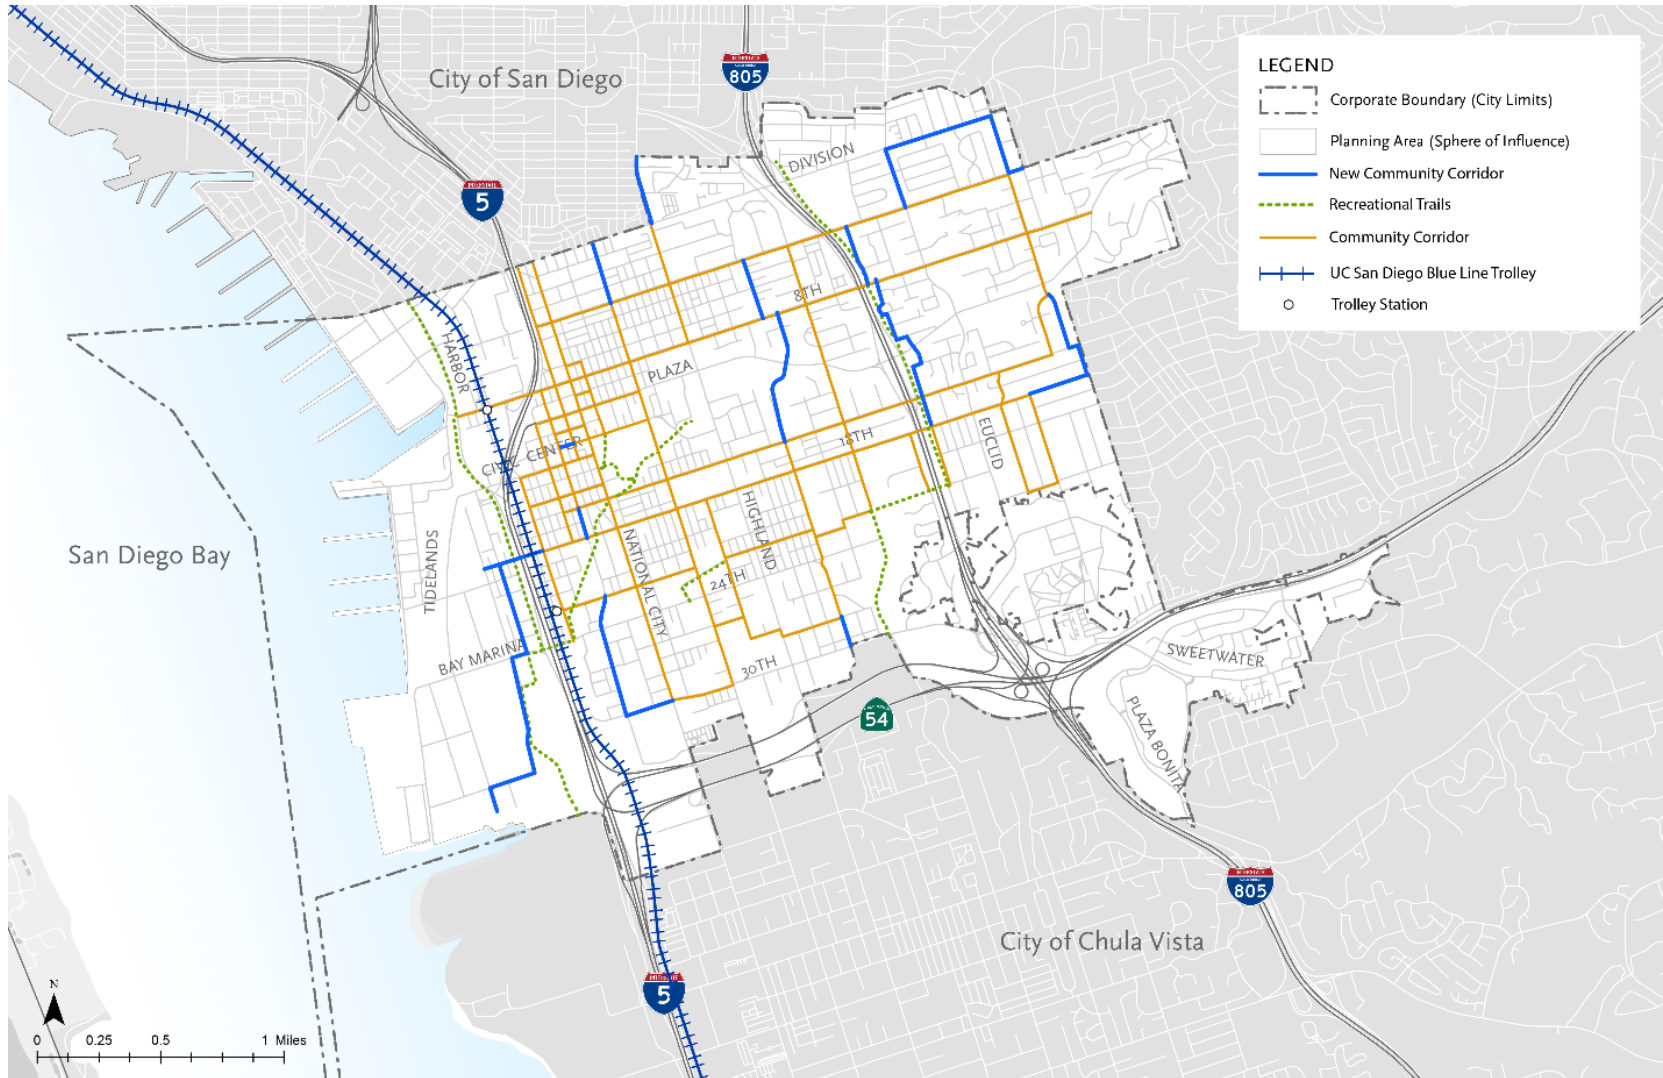 City of San Diego
INTERSTATE
805
LEGEND
Corporate Boundary (City Limits)
Planning Area (Sphere of Influence)
New Community Corridor
Recreational Trails
Community Corridor
UC San Diego Blue Line Trolley
Trolley Station
DIVISION
5
8TH
HARBOR
PLAZA
18TH
EUCLID
CIVIC CENTER
HIGHLAND
San Diego Bay
TIDELANDS
NATIONAL CITY
24TH
BAY MARINA
30TH
SWEETWATER
54
PLAZA BONITA
INTERSTATE
805
City of Chula Vista
5
N
0 0.25 0.5 1 Miles